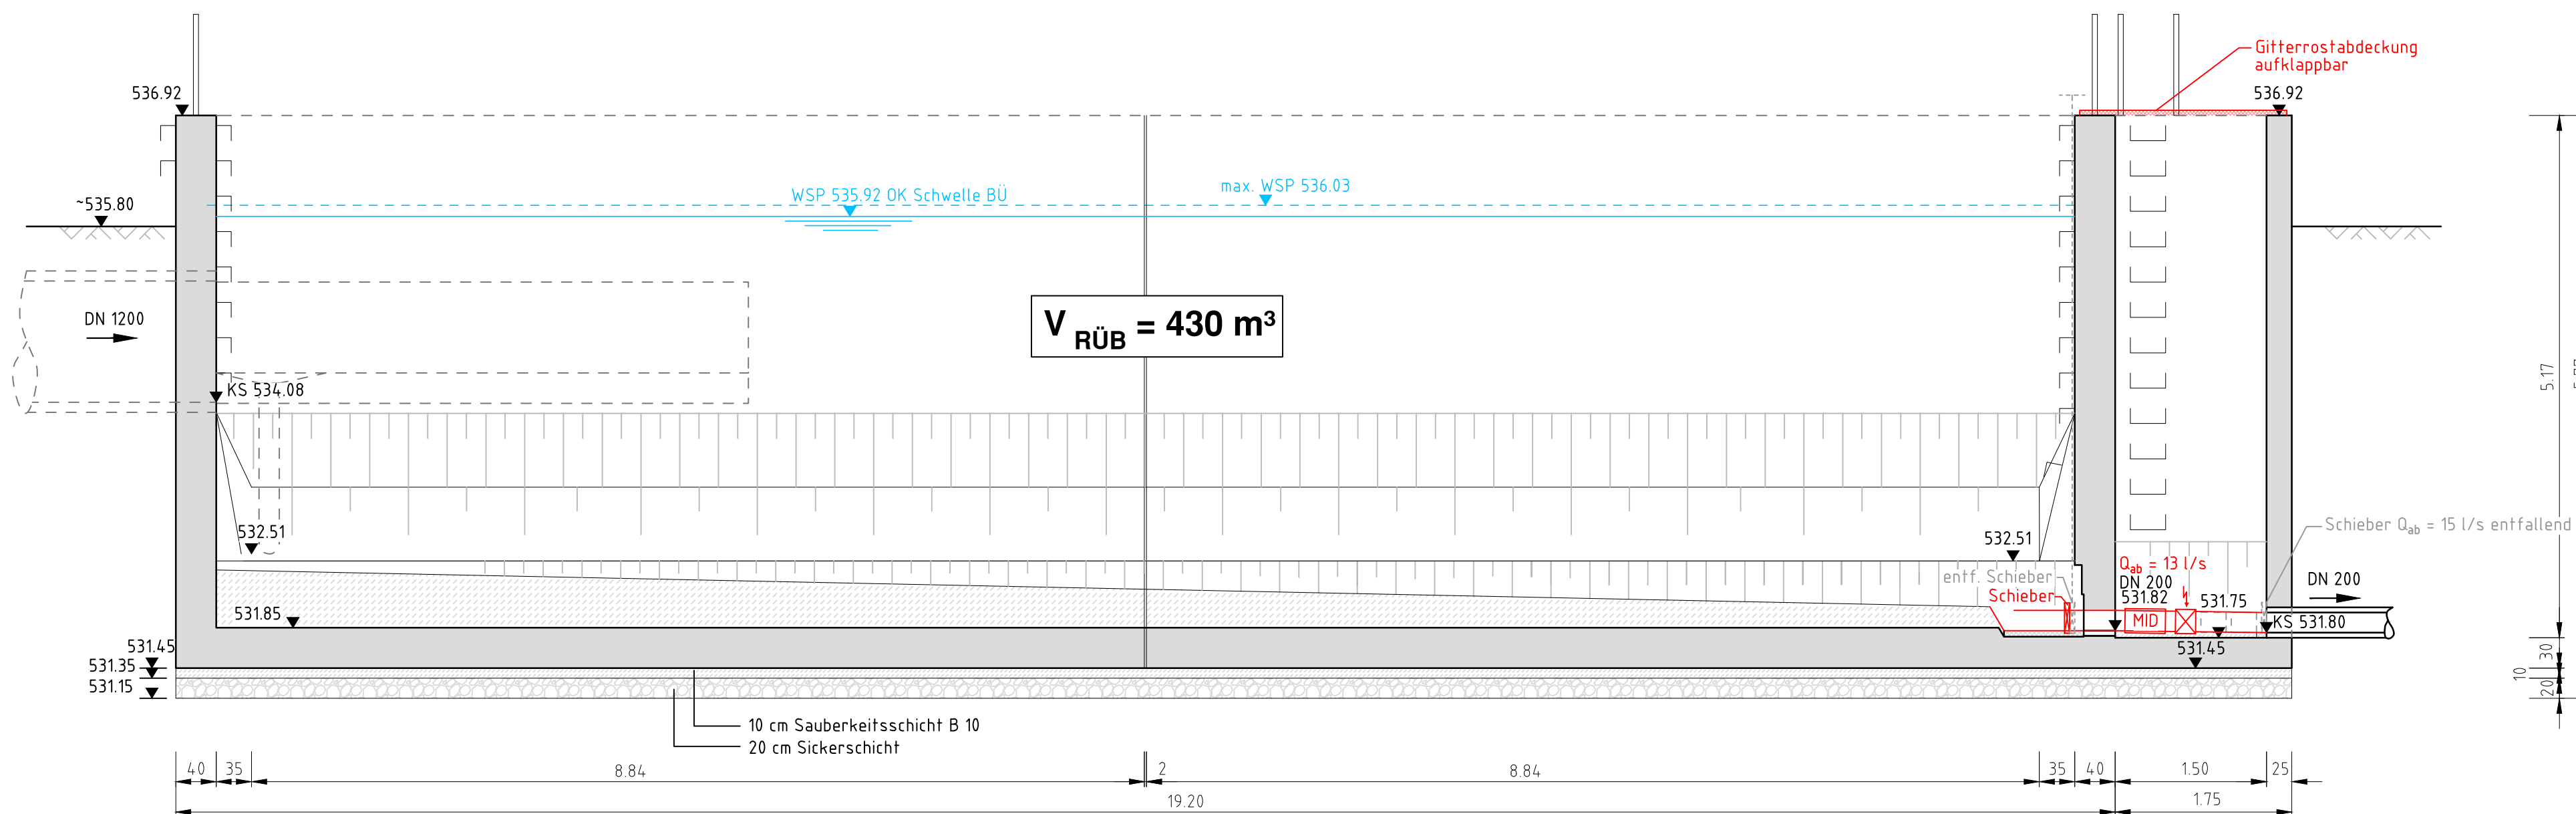 Gitterrostabdeckung
aufklappbar
536.92
536.92
WSP 535.92 OK Schwelle BÜ
max. WSP 536.03
~535.80
DN 1200
V RÜB = 430 m³
KS 534.08
5.17
532.51
532.51
Schieber Qab = 15 l/s entfallend
entf. Schieber
Schieber
Qab = 13 l/s
DN 200
531.82
MID
531.75
DN 200
KS 531.80
531.85
531.45
531.35
531.15
531.45
30
10
20
10 cm Sauberkeitsschicht B 10
20 cm Sickerschicht
40
35
8.84
2
8.84
35
40
1.50
25
19.20
1.75